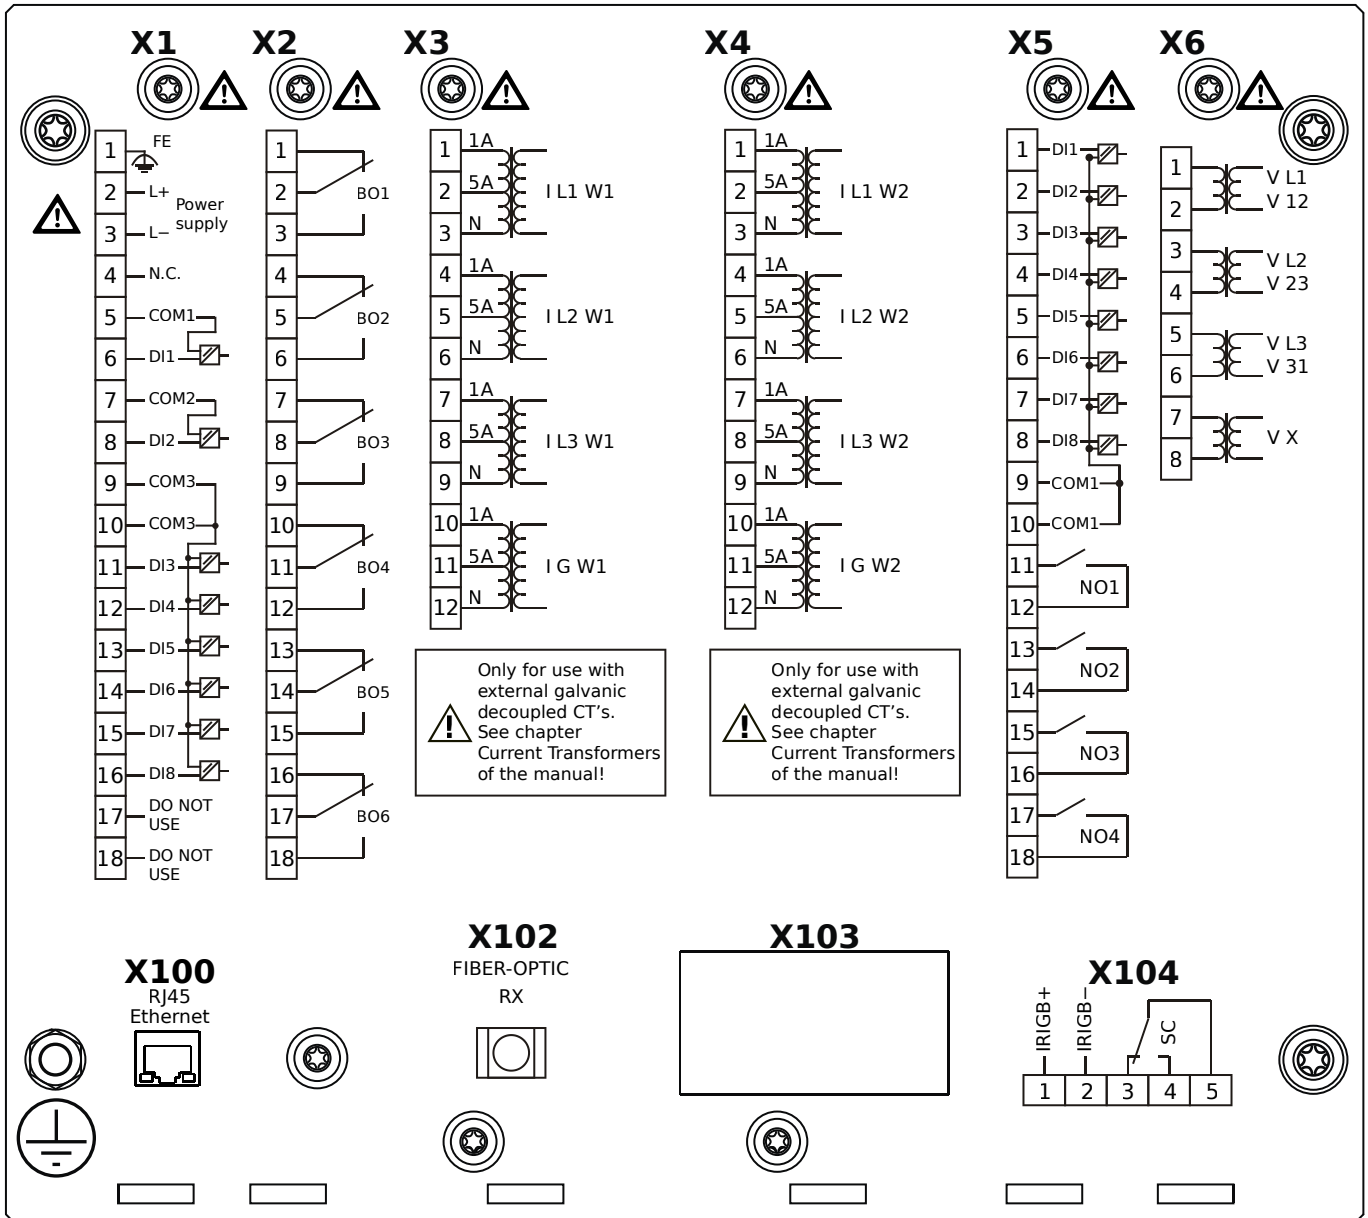 X1
1
FE
2
L+
Power
supply
3
L−
4
N.C.
5
COM1
6
DI1
7
COM2
8
DI2
9
COM3
10
COM3
11
DI3
12
DI4
13
DI5
14
DI6
15
DI7
16
DI8
17
DO NOT
USE
18
DO NOT
USE
X2
1
2
BO1
3
4
5
BO2
6
7
8
BO3
9
10
11
BO4
12
13
14
BO5
15
16
17
BO6
18
X3
1
1A
2
5A
I L1 W1
3
N
4
1A
5
5A
I L2 W1
6
N
7
1A
8
5A
I L3 W1
9
N
10
1A
11
5A
I G W1
12
N
Only for use with
external galvanic
decoupled CT's.
See chapter
Current Transformers
of the manual!
X4
1
1A
2
5A
I L1 W2
3
N
4
1A
5
5A
I L2 W2
6
N
7
1A
8
5A
I L3 W2
9
N
10
1A
11
5A
I G W2
12
N
Only for use with
external galvanic
decoupled CT's.
See chapter
Current Transformers
of the manual!
X5
1
DI1
2
DI2
3
DI3
4
DI4
5
DI5
6
DI6
7
DI7
8
DI8
9
COM1
10
COM1
11
NO1
12
13
NO2
14
15
NO3
16
17
NO4
18
X6
1
V L1
2
V 12
3
V L2
4
V 23
5
V L3
6
V 31
7
V X
8
X100
RJ45
Ethernet
X102
FIBER-OPTIC
RX
X103
X104
IRIGB+
IRIGB−
SC
1 2 3 4 5